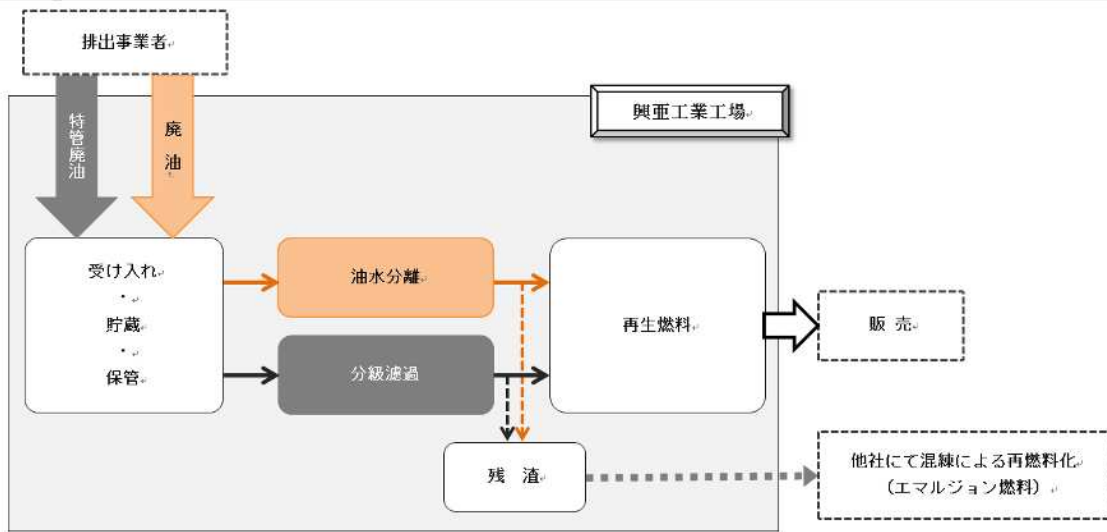 排出事業者
興亜工業工場
特管廃油
廃油
受け入れ
・
貯蔵
・
保管
油水分離
分級濾過
再生燃料
販 売
残 渣
他社にて混練による再燃料化
（エマルジョン燃料）